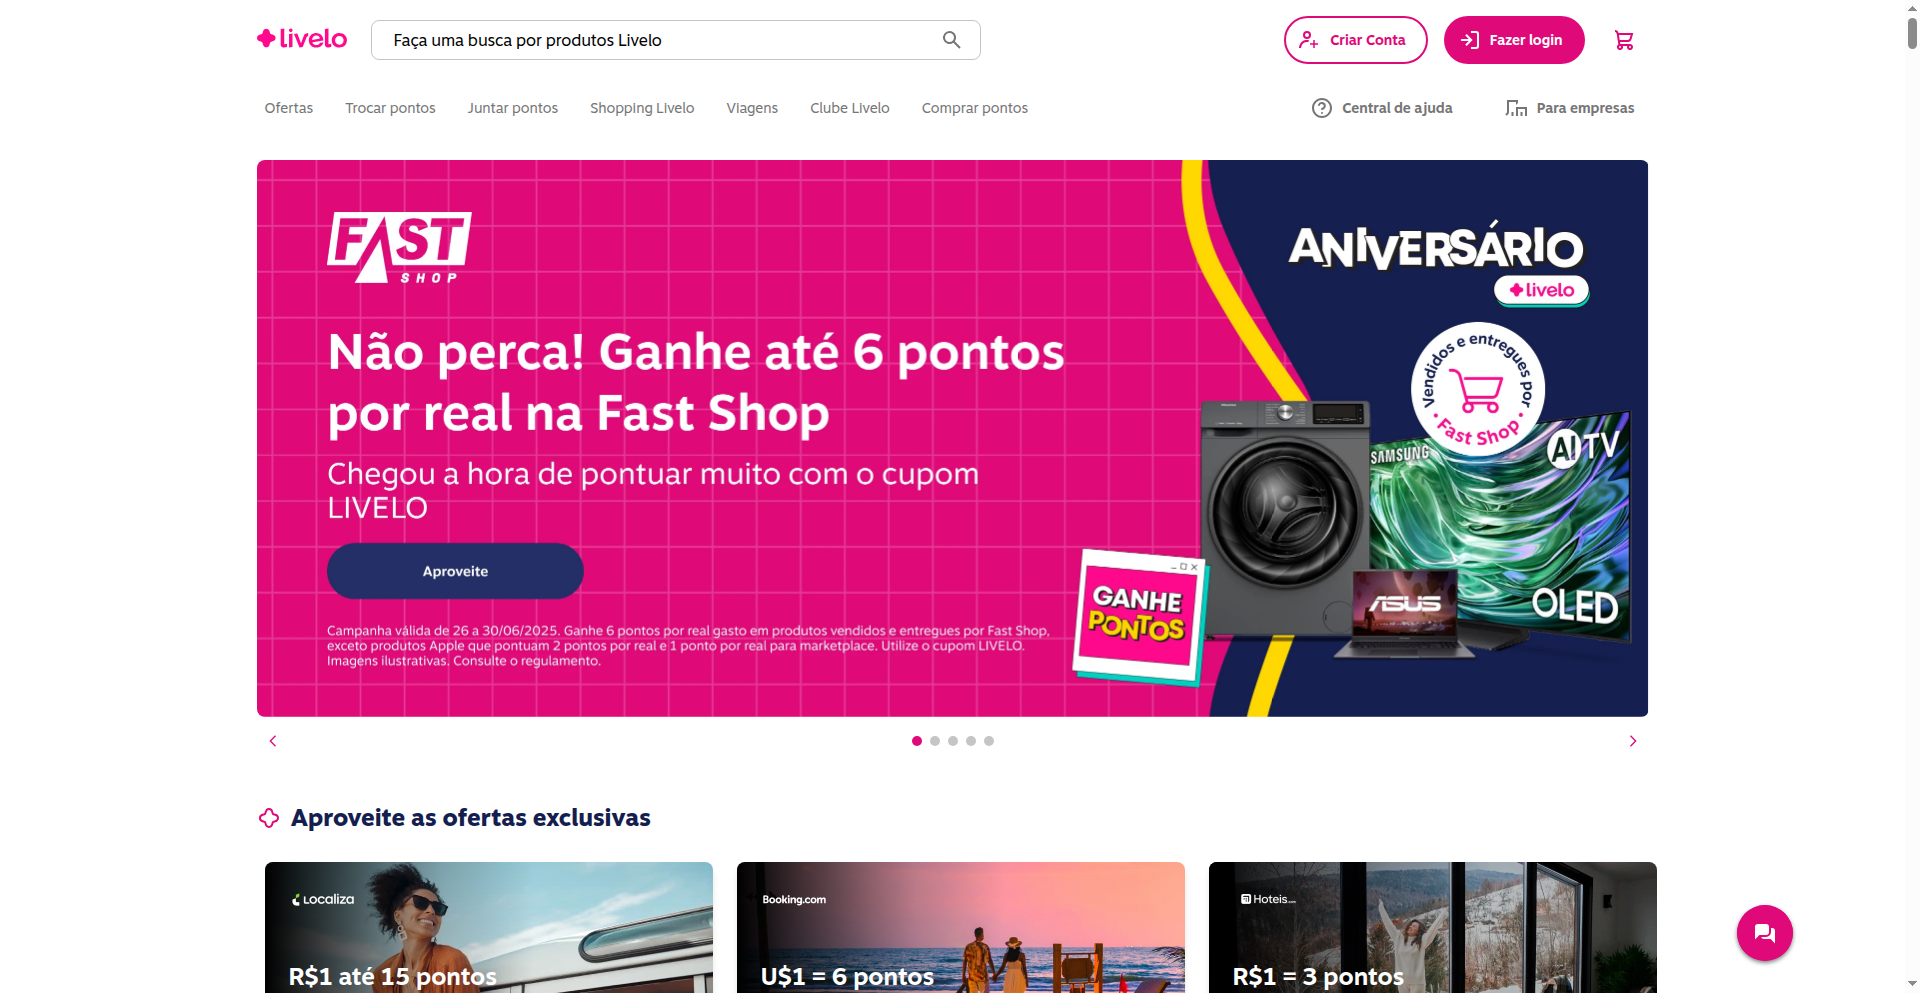 livelo
Faça uma busca por produtos Livelo
Criar Conta
Fazer login
Ofertas
Trocar pontos
Juntar pontos
Shopping Livelo
Viagens
Clube Livelo
Comprar pontos
Central de ajuda
Para empresas
FAST
SHOP
Não perca! Ganhe até 6 pontos
por real na Fast Shop
Chegou a hora de pontuar muito com o cupom
LIVELO
Aproveite
Campanha válida de 26 a 30/06/2025. Ganhe 6 pontos por real gasto em produtos vendidos e entregues por Fast Shop,
exceto produtos Apple que pontuam 2 pontos por real e 1 ponto por real para marketplace. Utilize o cupom LIVELO.
Imagens ilustrativas. Consulte o regulamento.
ANIVERSÁRIO
livelo
Vendidos e entregues por
Fast Shop
SAMSUNG
AI TV
OLED
ASUS
GANHE
PONTOS
Aproveite as ofertas exclusivas
Localiza
R$1 até 15 pontos
Booking.com
U$1 = 6 pontos
Hoteis
R$1 = 3 pontos